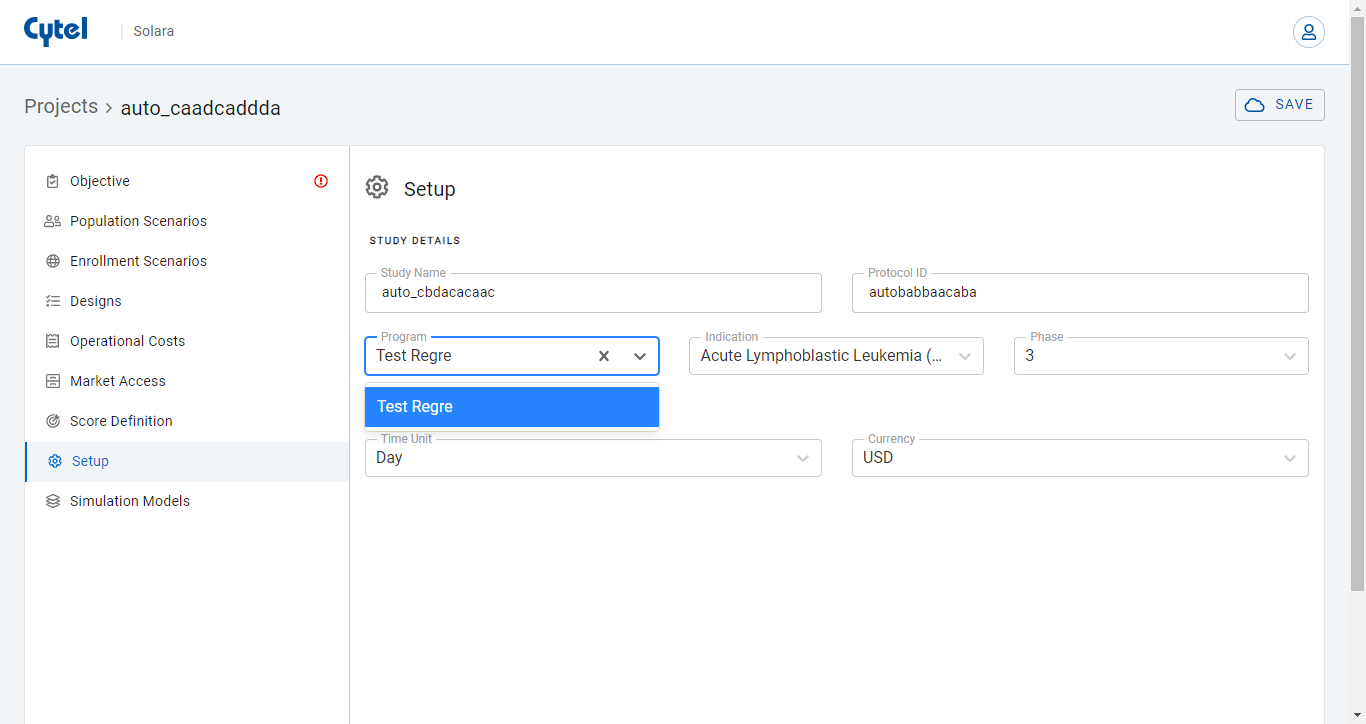 Cytel
Solara
Projects › auto_caadcaddda
SAVE
Objective
Population Scenarios
Enrollment Scenarios
Designs
Operational Costs
Market Access
Score Definition
Setup
Simulation Models
Setup
STUDY DETAILS
Study Name
auto_cbdacacaac
Protocol ID
autobabbaacaba
Program
Test Regre
Indication
Acute Lymphoblastic Leukemia (...
Phase
3
Test Regre
Time Unit
Day
Currency
USD